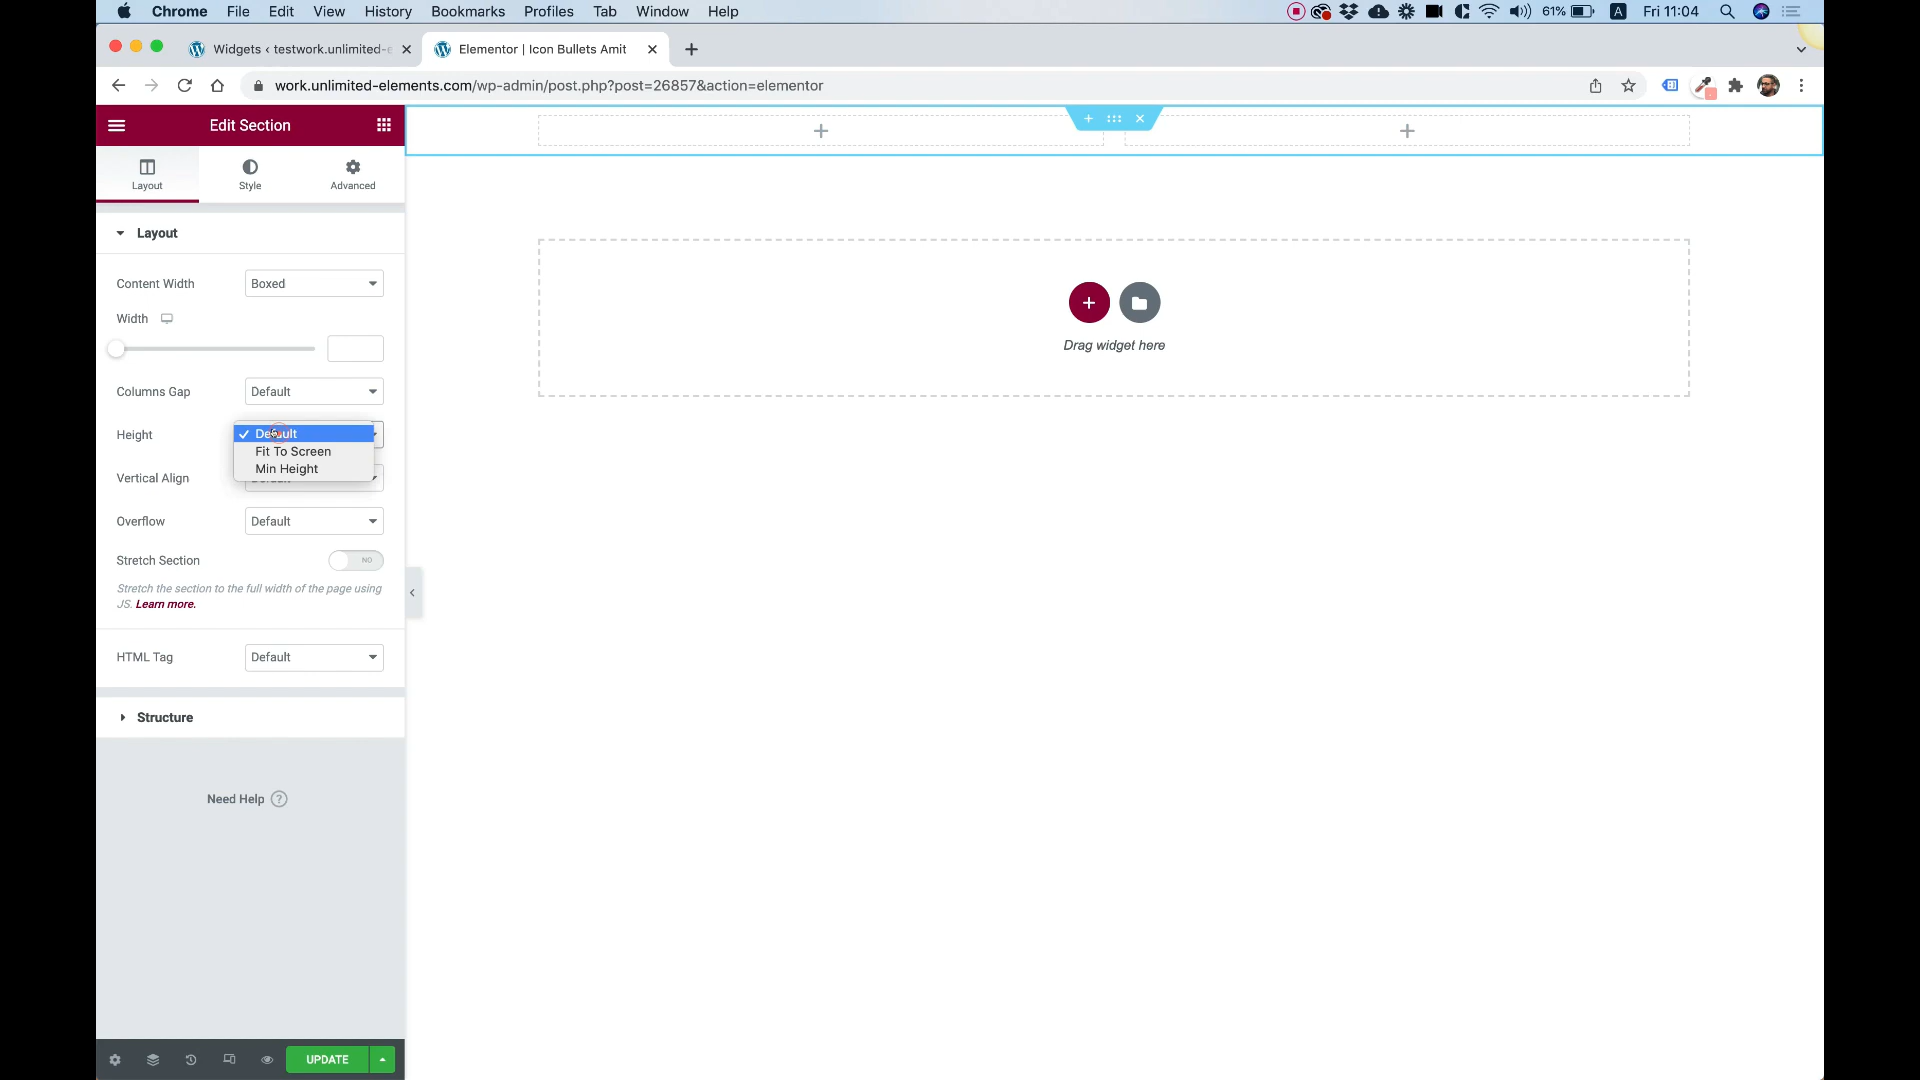 Chrome File Edit View History Bookmarks Profiles Tab Window Help 61% A Fri 11:04
Widgets ‹ testwork.unlimited-e Elementor | Icon Bullets Amit
work.unlimited-elements.com/wp-admin/post.php?post=26857&action=elementor
Edit Section
Layout Style Advanced
Layout
Content Width Boxed
Width
Columns Gap Default
Height Default
Fit To Screen
Min Height
Vertical Align
Overflow Default
Stretch Section NO
Stretch the section to the full width of the page using
JS. Learn more.
HTML Tag Default
Structure
Need Help ?
UPDATE
Drag widget here